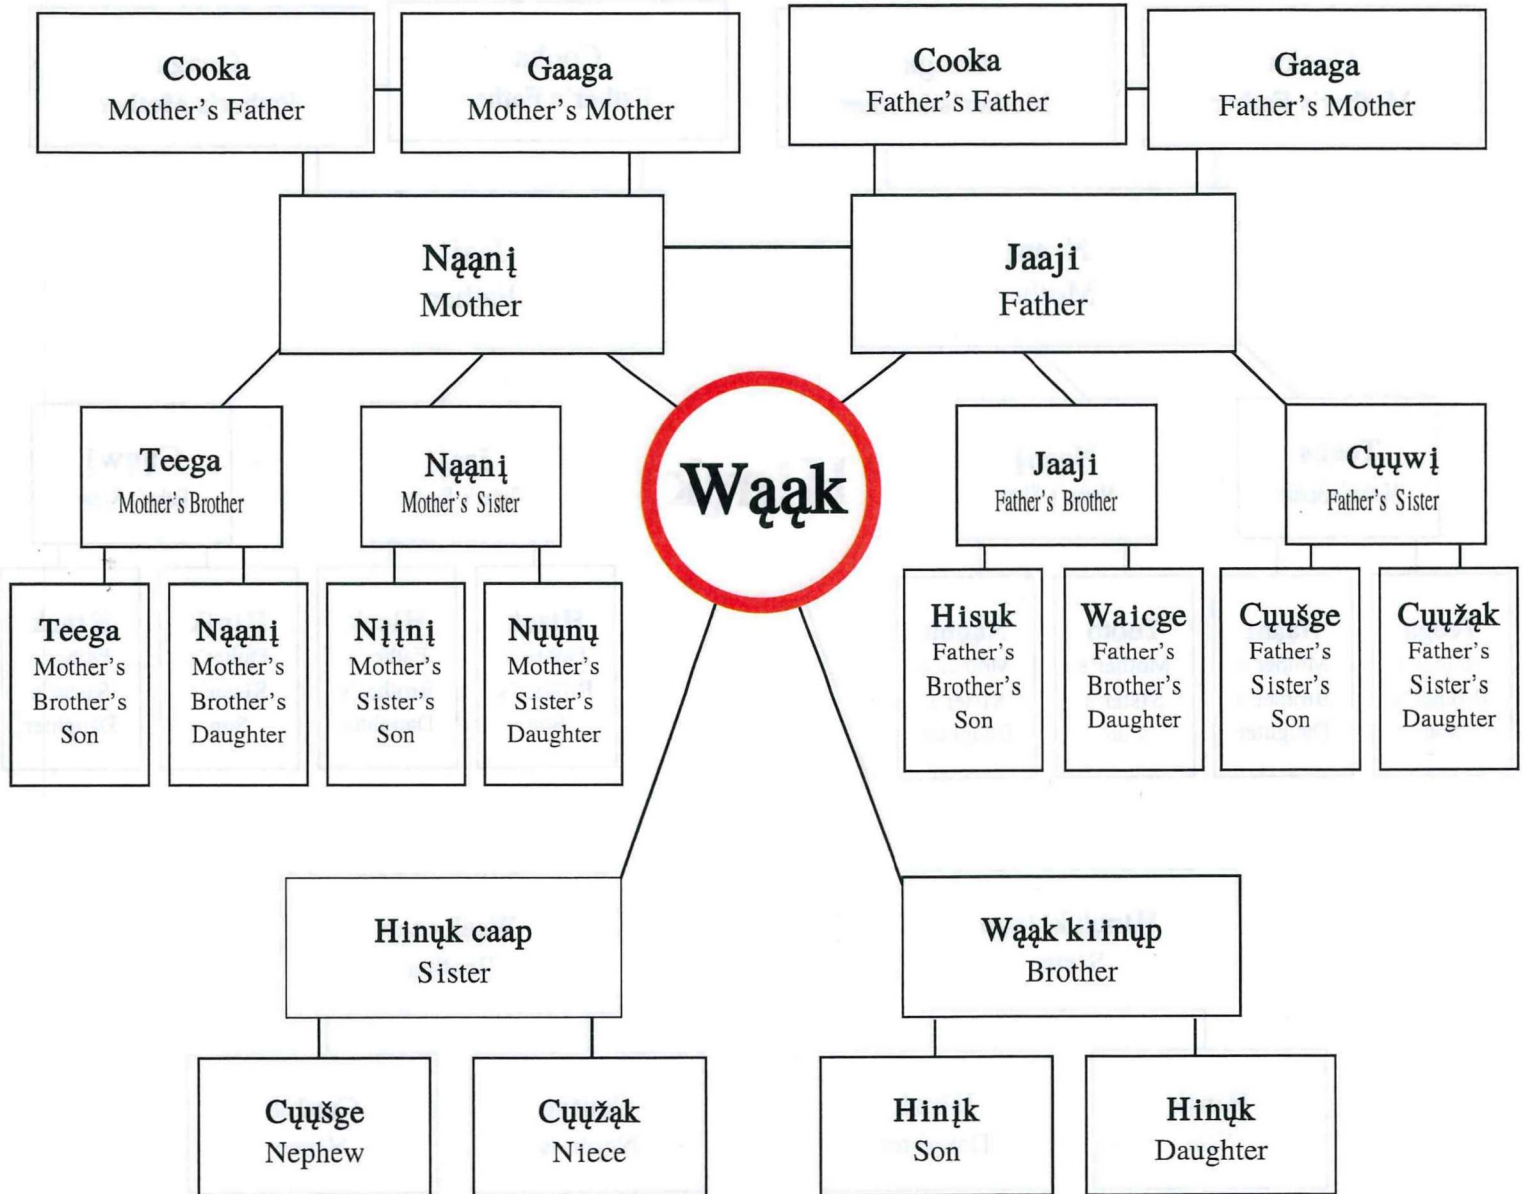 Cooka
Mother's Father
Gaaga
Mother's Mother
Cooka
Father's Father
Gaaga
Father's Mother
Nąąnį
Mother
Jaaji
Father
Teega
Mother's Brother
Nąąnį
Mother's Sister
Wąąk
Jaaji
Father's Brother
Cųųwį
Father's Sister
Teega
Mother's
Brother's
Son
Nąąnį
Mother's
Brother's
Daughter
Nįįnį
Mother's
Sister's
Son
Nųųnų
Mother's
Sister's
Daughter
Hisųk
Father's
Brother's
Son
Waicge
Father's
Brother's
Daughter
Cųųšge
Father's
Sister's
Son
Cųųžąk
Father's
Sister's
Daughter
Hinųk caap
Sister
Wąąk kiinųp
Brother
Cųųšge
Nephew
Cųųžąk
Niece
Hinįk
Son
Hinųk
Daughter